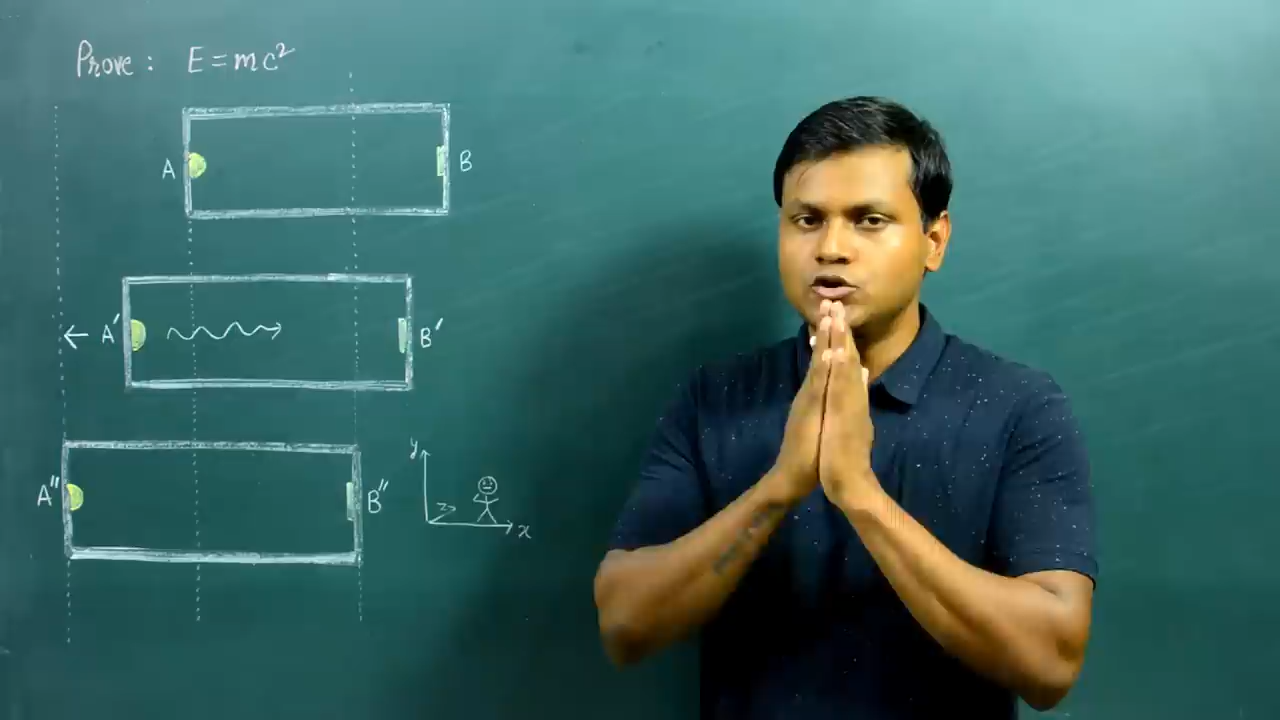 Prove : E = mc²
A B
← A′ B′
A″ B″
y
z
x